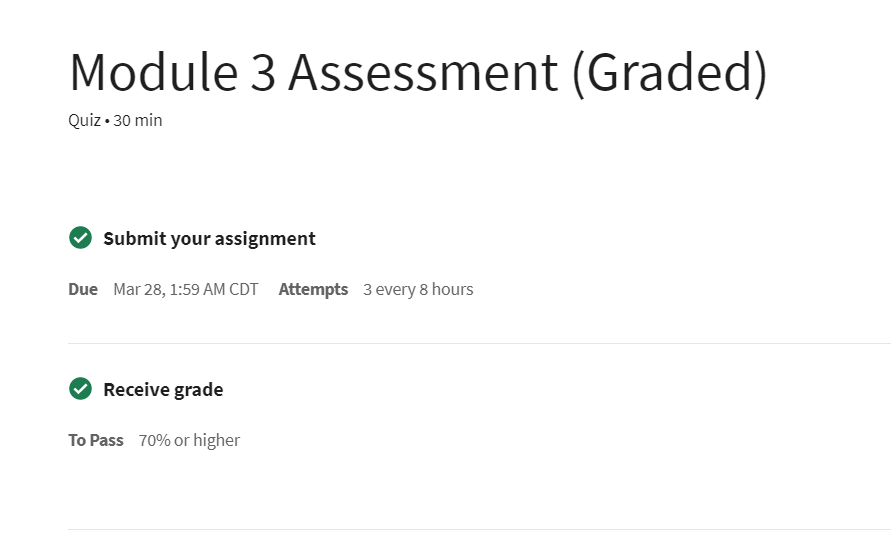 Module 3 Assessment (Graded)
Quiz • 30 min
Submit your assignment
Due Mar 28, 1:59 AM CDT Attempts 3 every 8 hours
Receive grade
To Pass 70% or higher